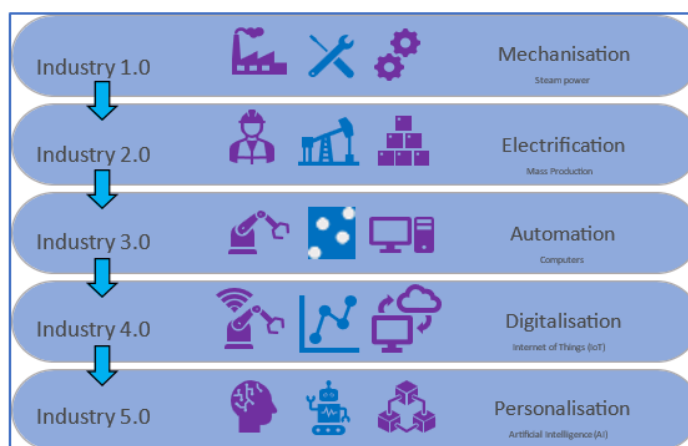 Industry 1.0
Mechanisation
Steam power
Industry 2.0
Electrification
Mass Production
Industry 3.0
Automation
Computers
Industry 4.0
Digitalisation
Internet of Things (IoT)
Industry 5.0
Personalisation
Artificial Intelligence (AI)